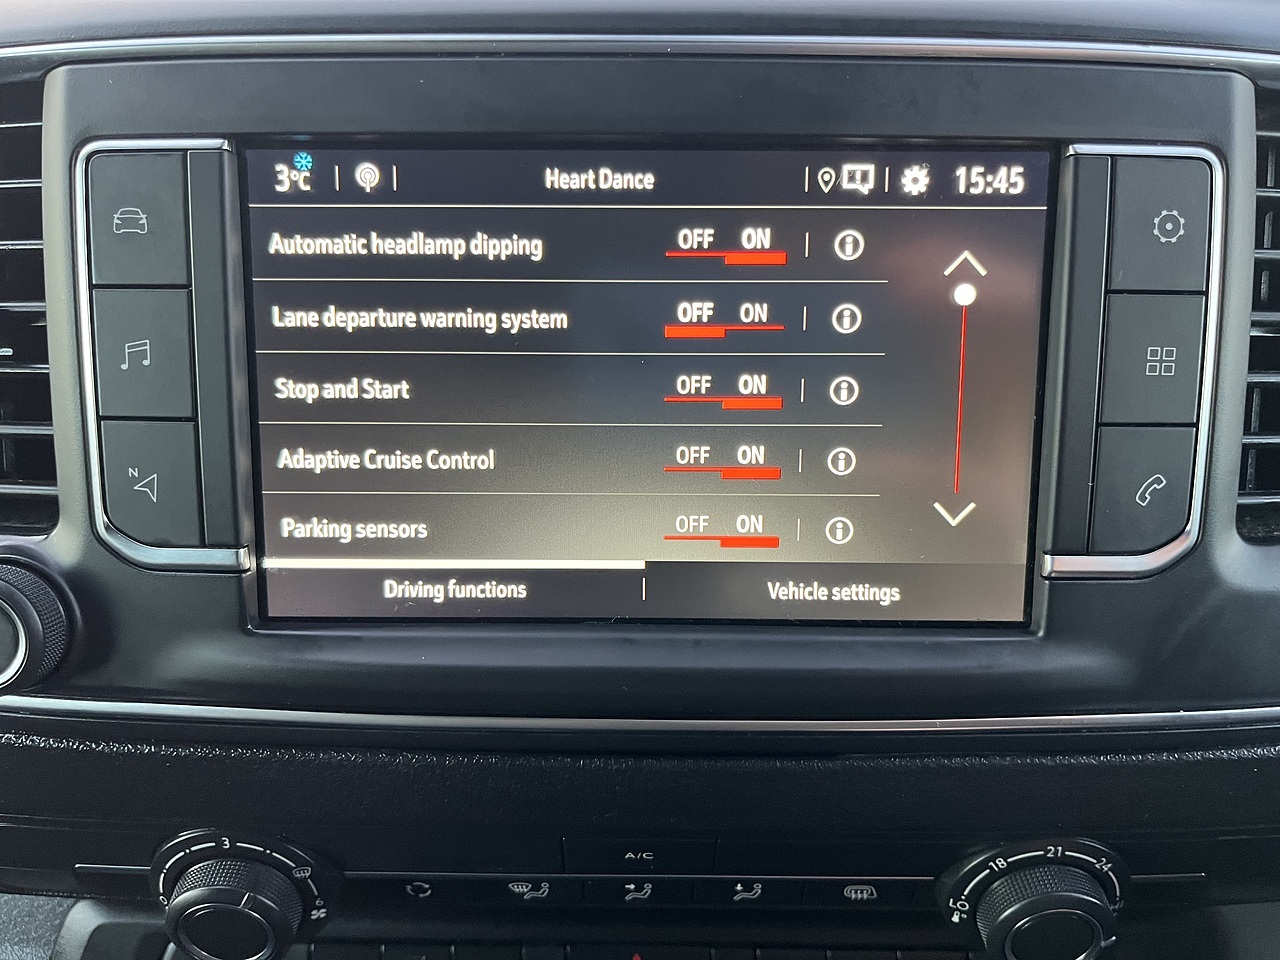 3°C Heart Dance 15:45
Automatic headlamp dipping OFF ON
Lane departure warning system OFF ON
Stop and Start OFF ON
Adaptive Cruise Control OFF ON
Parking sensors OFF ON
Driving functions Vehicle settings
N
3
6
0
A/C
18 21 24